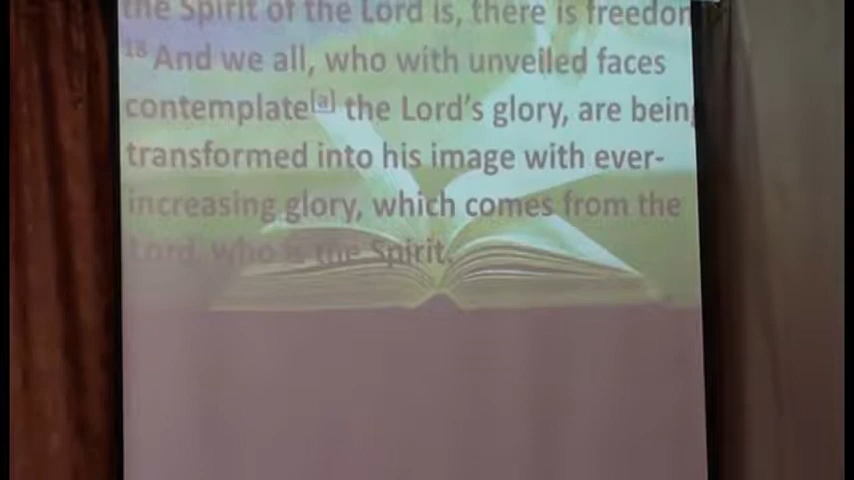 the Spirit of the Lord is, there is freedom
18 And we all, who with unveiled faces
contemplate[a] the Lord's glory, are being
transformed into his image with ever-
increasing glory, which comes from the
Lord, who is the Spirit.